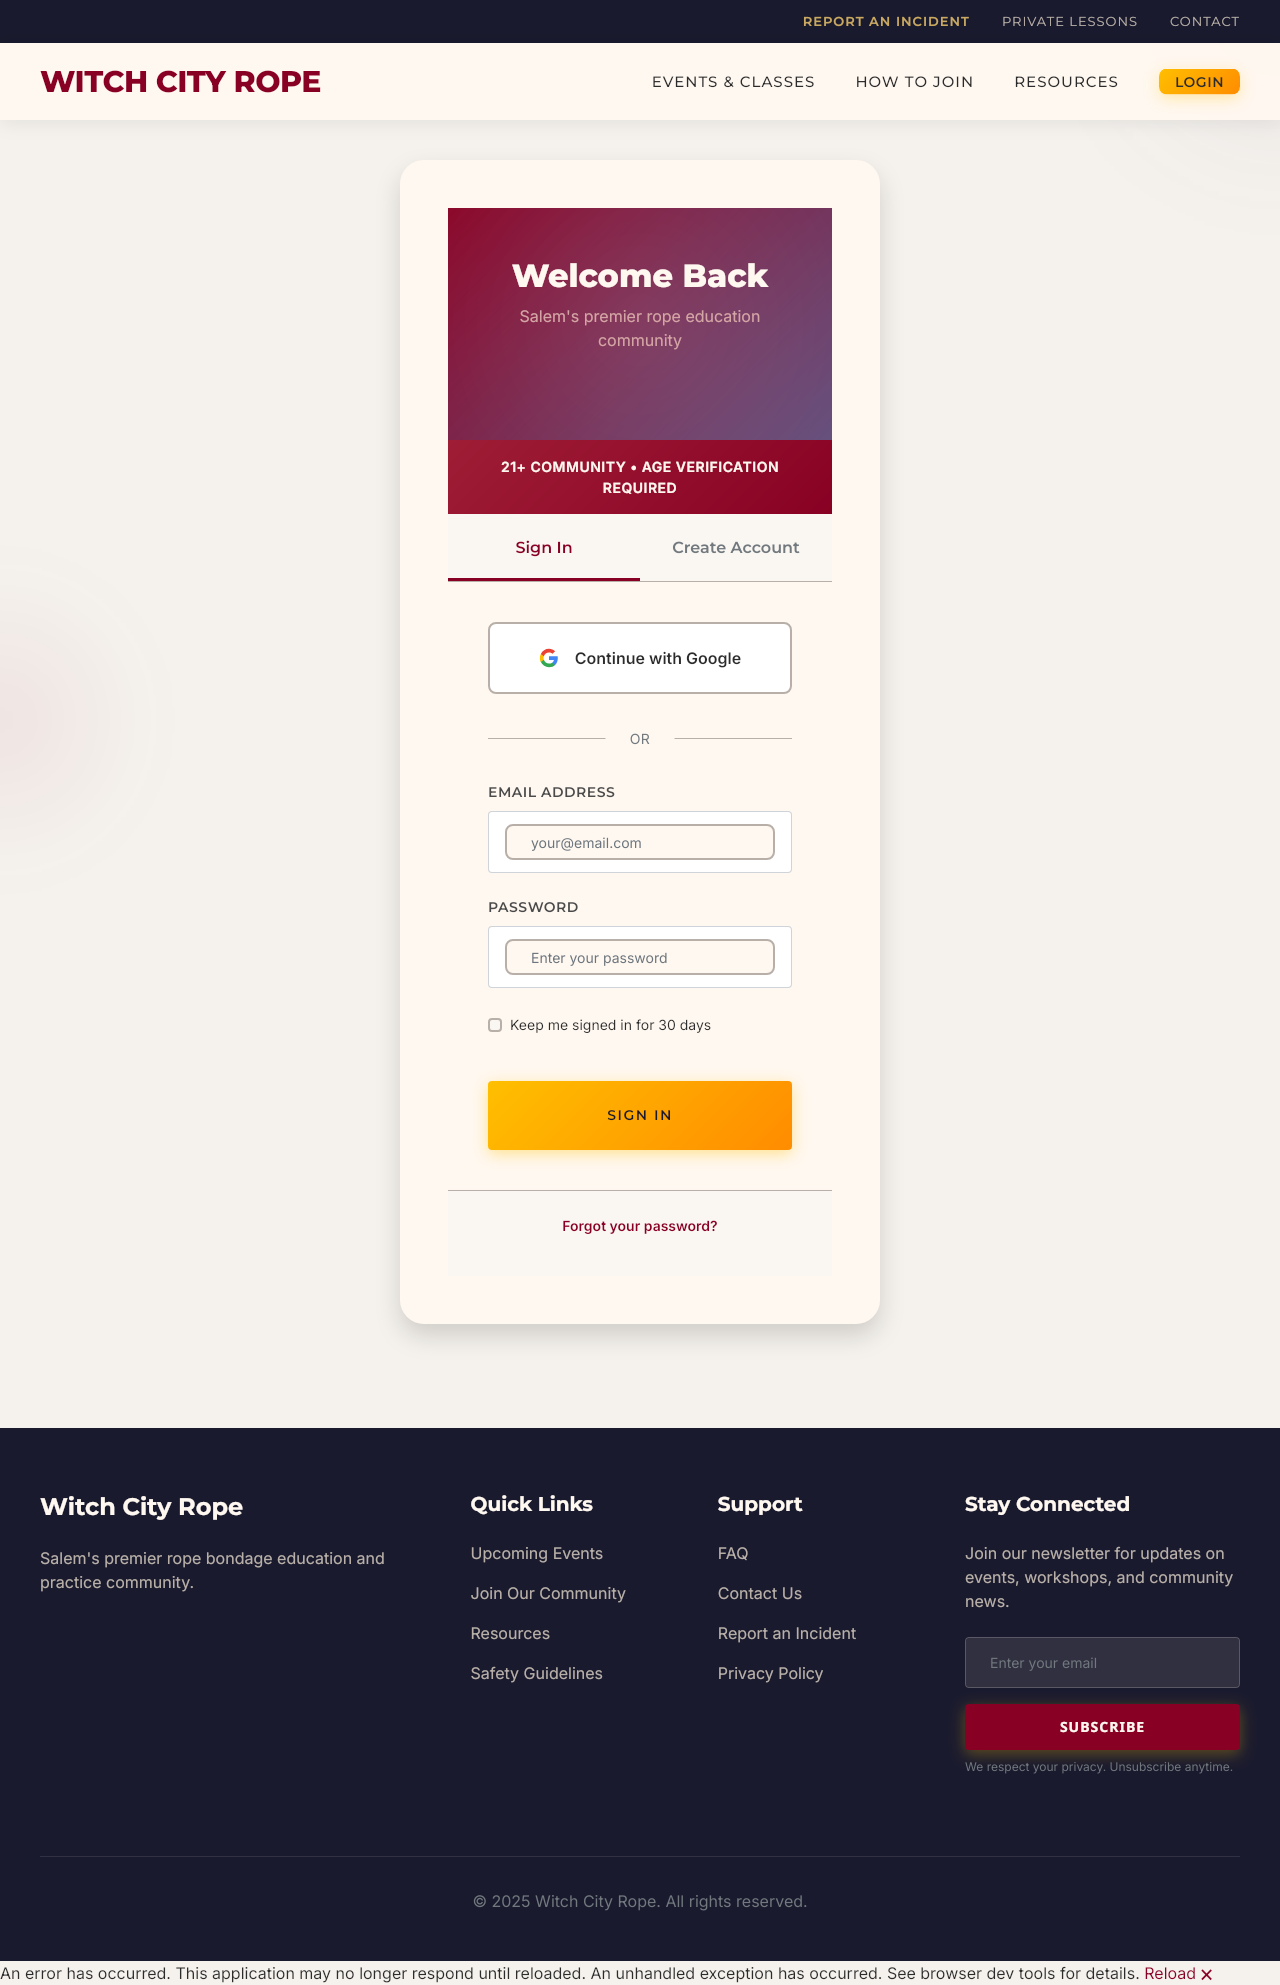 REPORT AN INCIDENT PRIVATE LESSONS CONTACT
WITCH CITY ROPE EVENTS & CLASSES HOW TO JOIN RESOURCES LOGIN
Welcome Back
Salem's premier rope education
community
21+ COMMUNITY • AGE VERIFICATION
REQUIRED
Sign In Create Account
Continue with Google
OR
EMAIL ADDRESS
your@email.com
PASSWORD
Enter your password
Keep me signed in for 30 days
SIGN IN
Forgot your password?
Witch City Rope
Salem's premier rope bondage education and
practice community.
Quick Links
Upcoming Events
Join Our Community
Resources
Safety Guidelines
Support
FAQ
Contact Us
Report an Incident
Privacy Policy
Stay Connected
Join our newsletter for updates on
events, workshops, and community
news.
Enter your email
SUBSCRIBE
We respect your privacy. Unsubscribe anytime.
© 2025 Witch City Rope. All rights reserved.
An error has occurred. This application may no longer respond until reloaded. An unhandled exception has occurred. See browser dev tools for details. Reload ✕